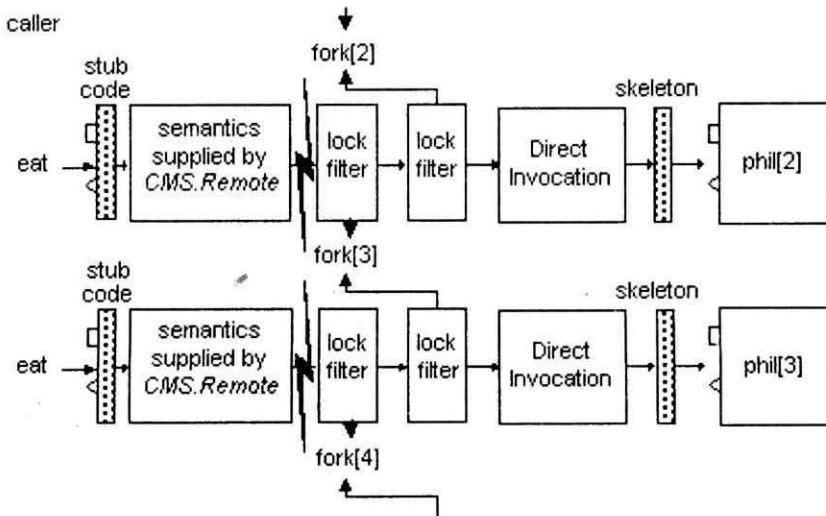 caller
fork[2]
stub
code
skeleton
semantics
supplied by
CMS.Remote
lock
filter
lock
filter
Direct
Invocation
phil[2]
eat
fork[3]
stub
code
skeleton
semantics
supplied by
CMS.Remote
lock
filter
lock
filter
Direct
Invocation
phil[3]
eat
fork[4]